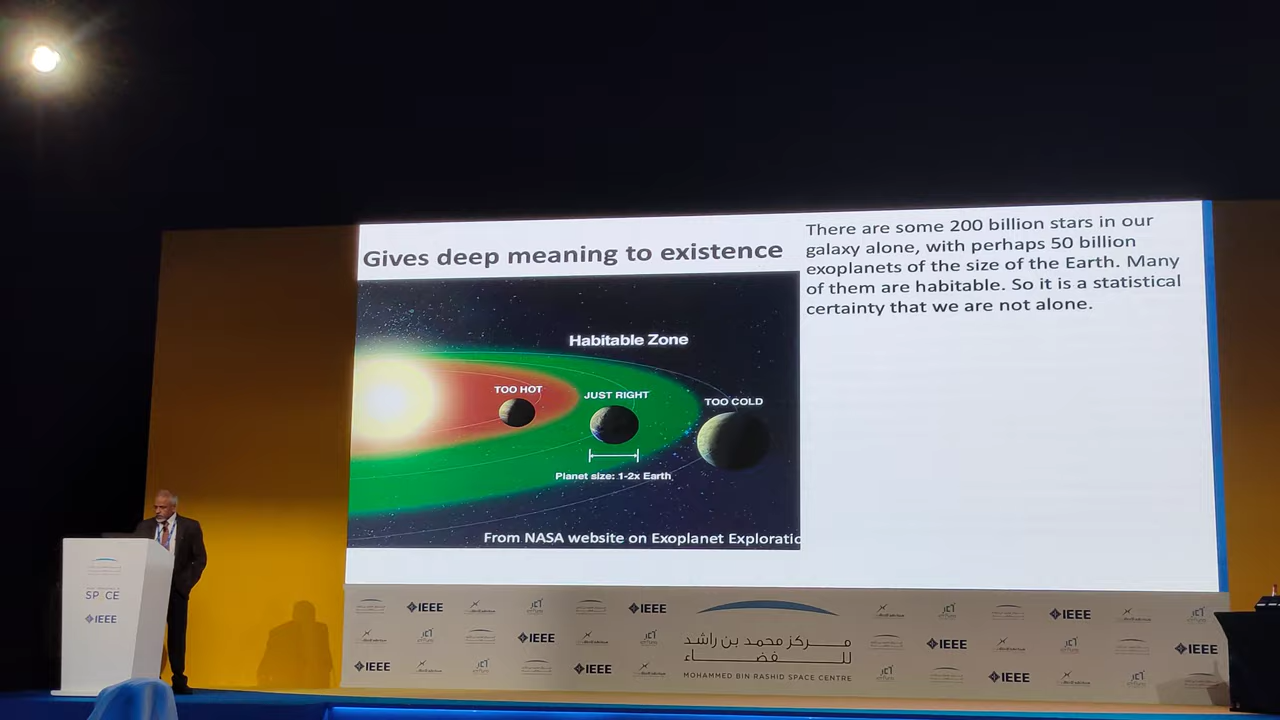 Gives deep meaning to existence
There are some 200 billion stars in our
galaxy alone, with perhaps 50 billion
exoplanets of the size of the Earth. Many
of them are habitable. So it is a statistical
certainty that we are not alone.
Habitable Zone
TOO HOT
JUST RIGHT
TOO COLD
Planet size: 1-2x Earth
From NASA website on Exoplanet Exploratio
SP CE
IEEE
IEEE
IEEE
IEEE
IEEE
IEEE
IEEE
IEEE
IEEE
IEEE
مركز محمد بن راشد
للفضاء
MOHAMMED BIN RASHID SPACE CENTRE